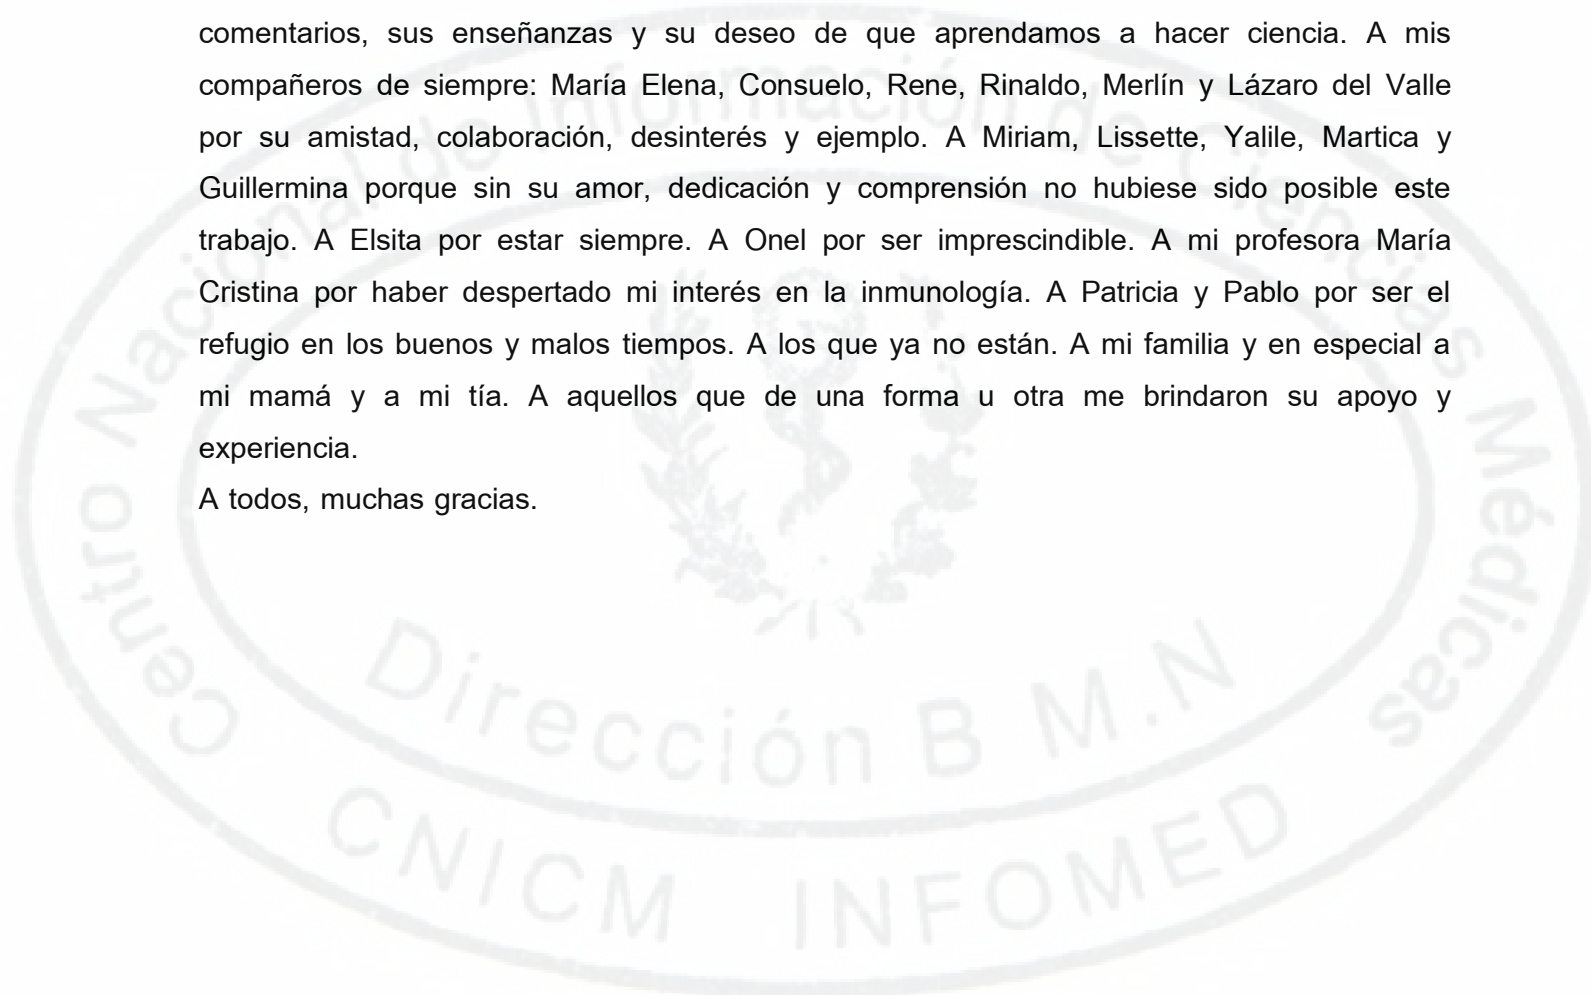 comentarios, sus enseñanzas y su deseo de que aprendamos a hacer ciencia. A mis
compañeros de siempre: María Elena, Consuelo, Rene, Rinaldo, Merlín y Lázaro del Valle
por su amistad, colaboración, desinterés y ejemplo. A Miriam, Lissette, Yalile, Martica y
Guillermina porque sin su amor, dedicación y comprensión no hubiese sido posible este
trabajo. A Elsita por estar siempre. A Onel por ser imprescindible. A mi profesora María
Cristina por haber despertado mi interés en la inmunología. A Patricia y Pablo por ser el
refugio en los buenos y malos tiempos. A los que ya no están. A mi familia y en especial a
mi mamá y a mi tía. A aquellos que de una forma u otra me brindaron su apoyo y
experiencia.
A todos, muchas gracias.
Centro Nacional de Información de Ciencias Médicas
Dirección B M.N
CNICM INFOMED